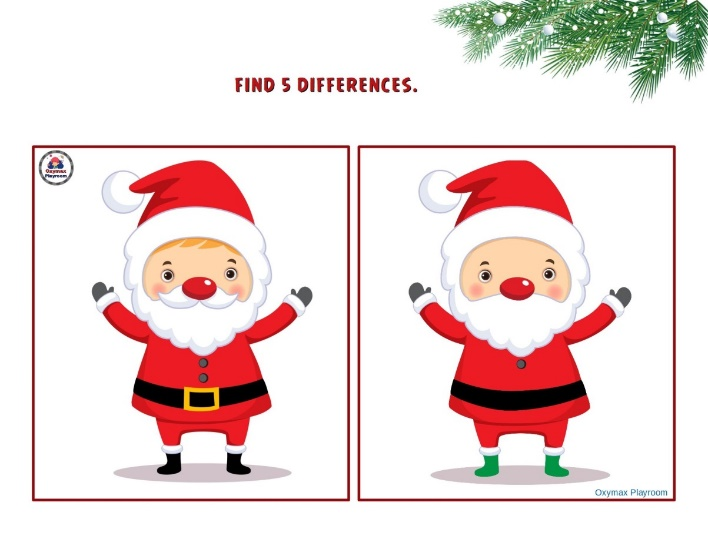 FIND 5 DIFFERENCES.
Oxymax
Playroom
Oxymax Playroom